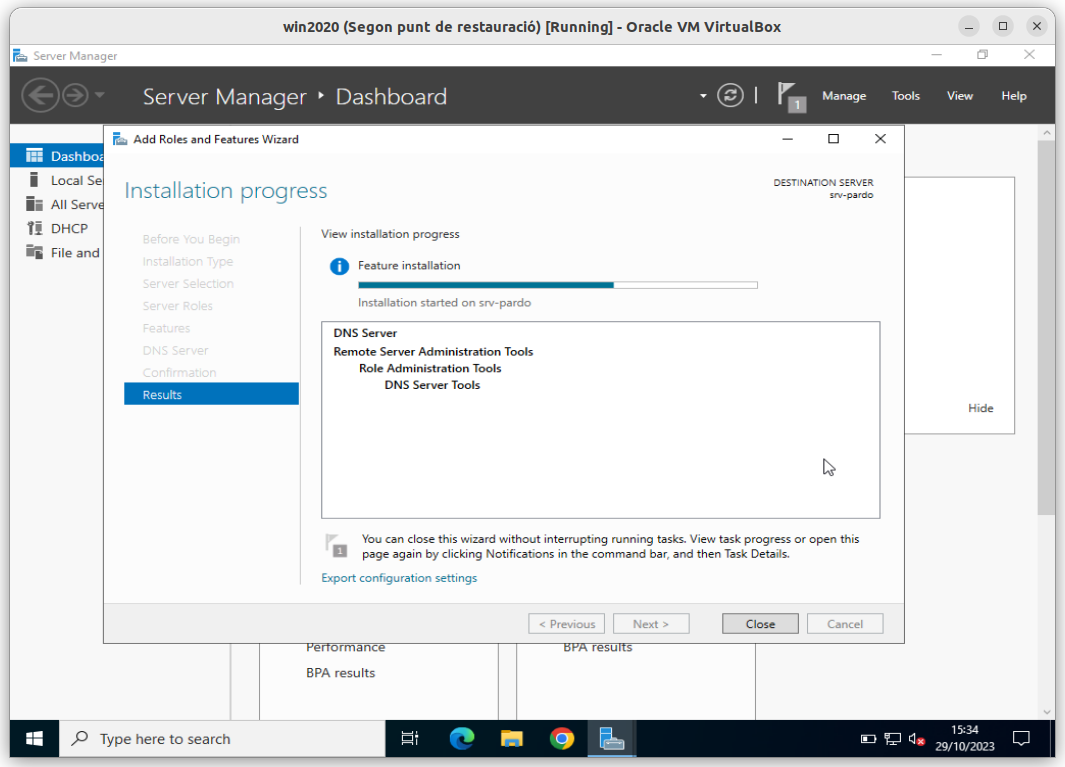 win2020 (Segon punt de restauració) [Running] - Oracle VM VirtualBox
Server Manager
Server Manager ‣ Dashboard
1
Manage
Tools
View
Help
Add Roles and Features Wizard
Dashboa
Local Se
All Serve
DHCP
File and
Installation progress
DESTINATION SERVER
srv-pardo
Before You Begin
Installation Type
Server Selection
Server Roles
Features
DNS Server
Confirmation
Results
View installation progress
Feature installation
Installation started on srv-pardo
DNS Server
Remote Server Administration Tools
Role Administration Tools
DNS Server Tools
Hide
1
You can close this wizard without interrupting running tasks. View task progress or open this
page again by clicking Notifications in the command bar, and then Task Details.
Export configuration settings
< Previous
Next >
Close
Cancel
Performance
BPA results
BPA results
Type here to search
15:34
29/10/2023